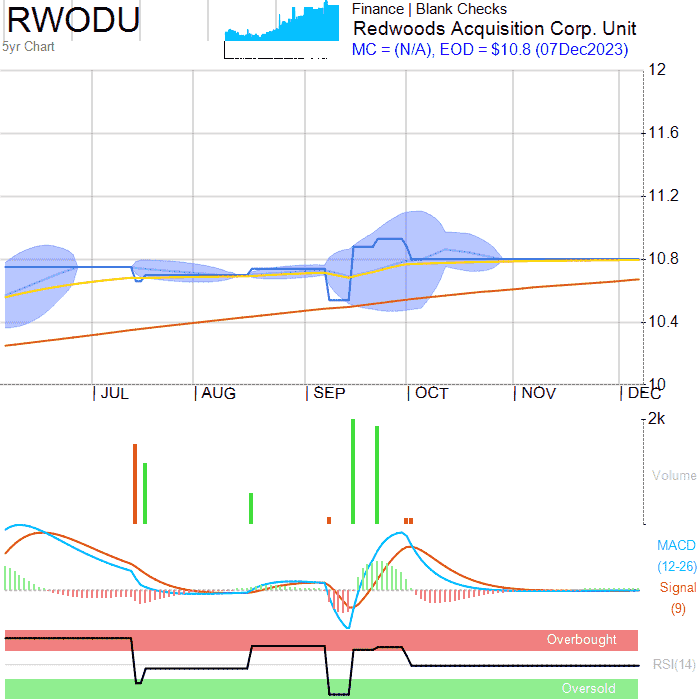 RWODU
5yr Chart
Finance | Blank Checks
Redwoods Acquisition Corp. Unit
MC = (N/A), EOD = $10.8 (07Dec2023)
12
11.6
11.2
10.8
10.4
10
JUL AUG SEP OCT NOV DEC
2k
Volume
MACD
(12-26)
Signal
(9)
Overbought
RSI(14)
Oversold